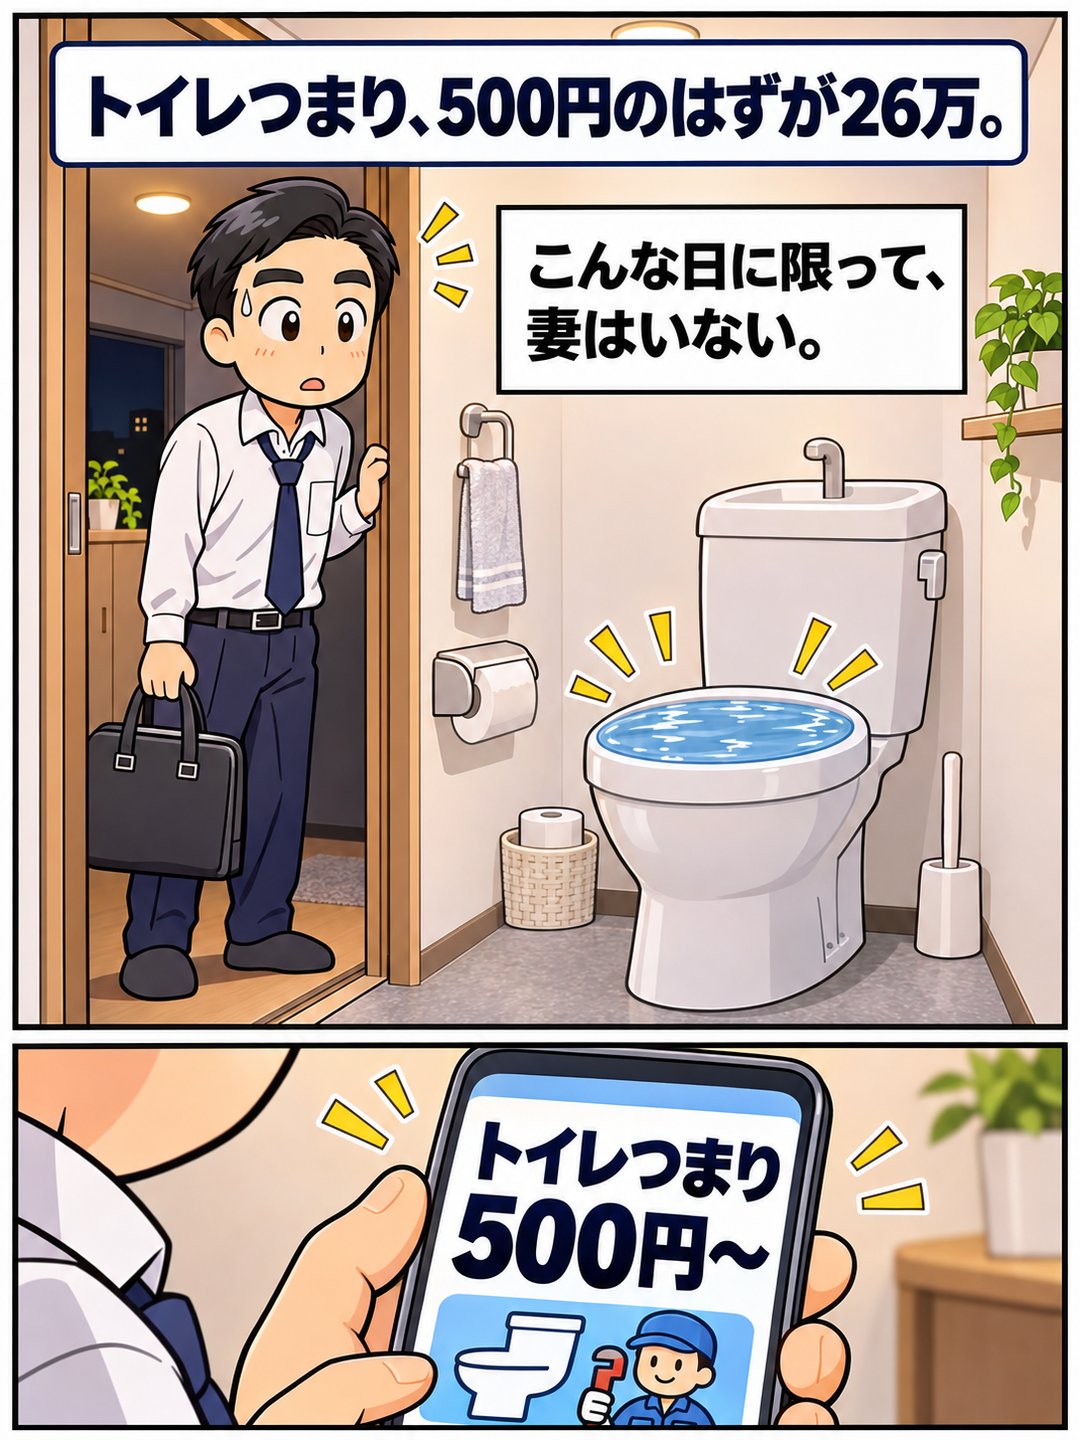 トイレつまり、500円のはずが26万。
こんな日に限って、
妻はいない。
トイレつまり
500円～